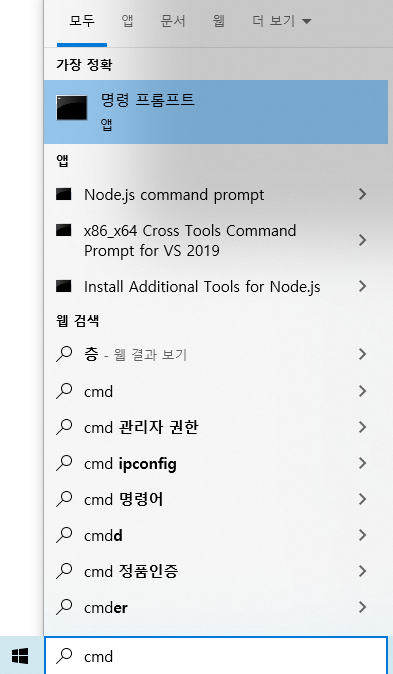 모두 앱 문서 웹 더 보기
가장 정확
명령 프롬프트
앱
앱
Node.js command prompt
x86_x64 Cross Tools Command
Prompt for VS 2019
Install Additional Tools for Node.js
웹 검색
층 - 웹 결과 보기
cmd
cmd 관리자 권한
cmd ipconfig
cmd 명령어
cmdd
cmd 정품인증
cmder
cmd